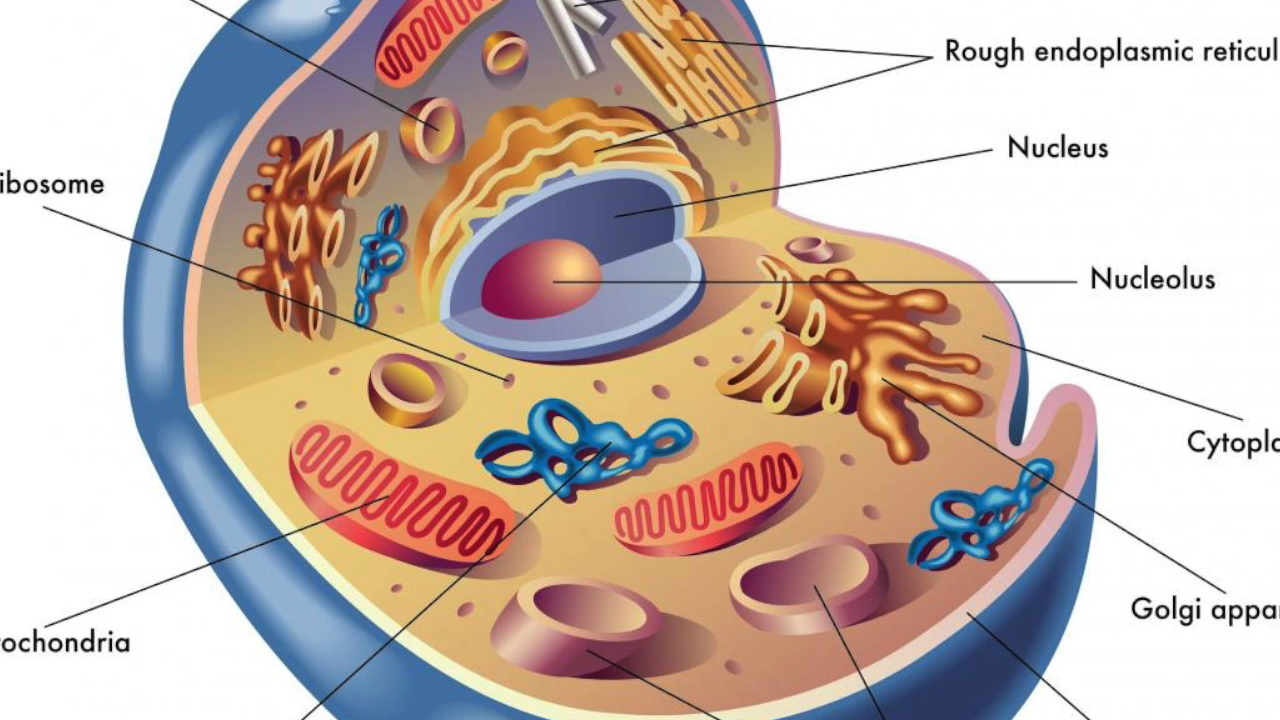 Rough endoplasmic reticul
Nucleus
ibosome
Nucleolus
Cytopla
Golgi appar
rochondria